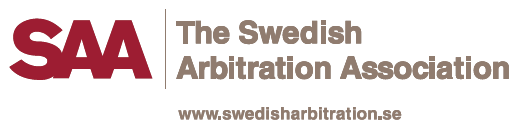 SAA
The Swedish
Arbitration Association
www.swedisharbitration.se